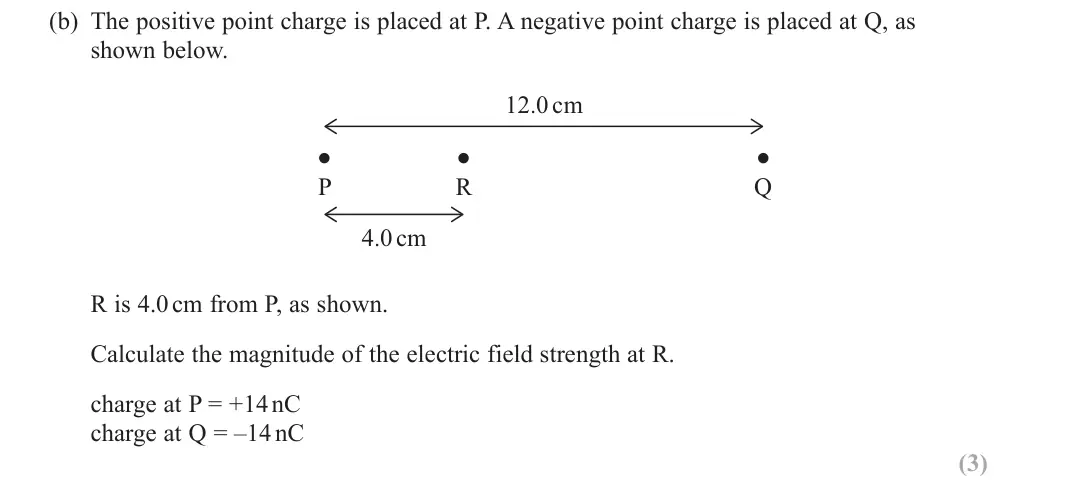 (b) The positive point charge is placed at P. A negative point charge is placed at Q, as
shown below.
12.0 cm
P R Q
4.0 cm
R is 4.0 cm from P, as shown.
Calculate the magnitude of the electric field strength at R.
charge at P = +14 nC
charge at Q = –14 nC
(3)